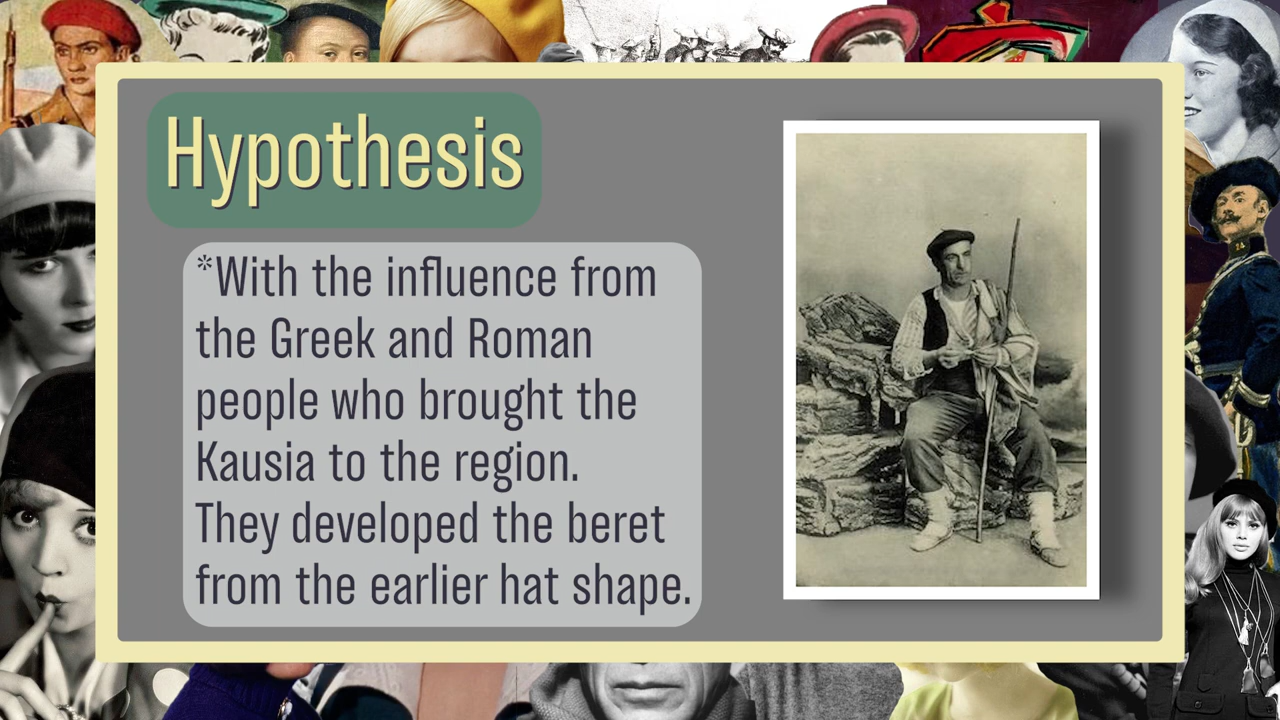 Hypothesis
*With the influence from
the Greek and Roman
people who brought the
Kausia to the region.
They developed the beret
from the earlier hat shape.